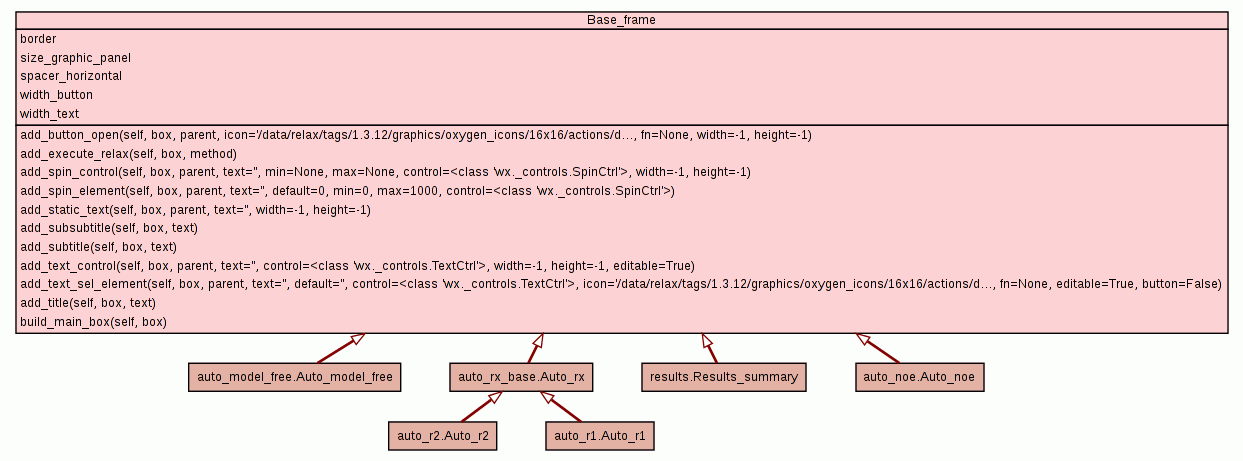 Base_frame
border
size_graphic_panel
spacer_horizontal
width_button
width_text
add_button_open(self, box, parent, icon='/data/relax/tags/1.3.12/graphics/oxygen_icons/16x16/actions/d..., fn=None, width=-1, height=-1)
add_execute_relax(self, box, method)
add_spin_control(self, box, parent, text='', min=None, max=None, control=<class 'wx._controls.SpinCtrl'>, width=-1, height=-1)
add_spin_element(self, box, parent, text='', default=0, min=0, max=1000, control=<class 'wx._controls.SpinCtrl'>)
add_static_text(self, box, parent, text='', width=-1, height=-1)
add_subsubtitle(self, box, text)
add_subtitle(self, box, text)
add_text_control(self, box, parent, text='', control=<class 'wx._controls.TextCtrl'>, width=-1, height=-1, editable=True)
add_text_sel_element(self, box, parent, text='', default='', control=<class 'wx._controls.TextCtrl'>, icon='/data/relax/tags/1.3.12/graphics/oxygen_icons/16x16/actions/d..., fn=None, editable=True, button=False)
add_title(self, box, text)
build_main_box(self, box)
auto_model_free.Auto_model_free
auto_rx_base.Auto_rx
results.Results_summary
auto_noe.Auto_noe
auto_r2.Auto_r2
auto_r1.Auto_r1